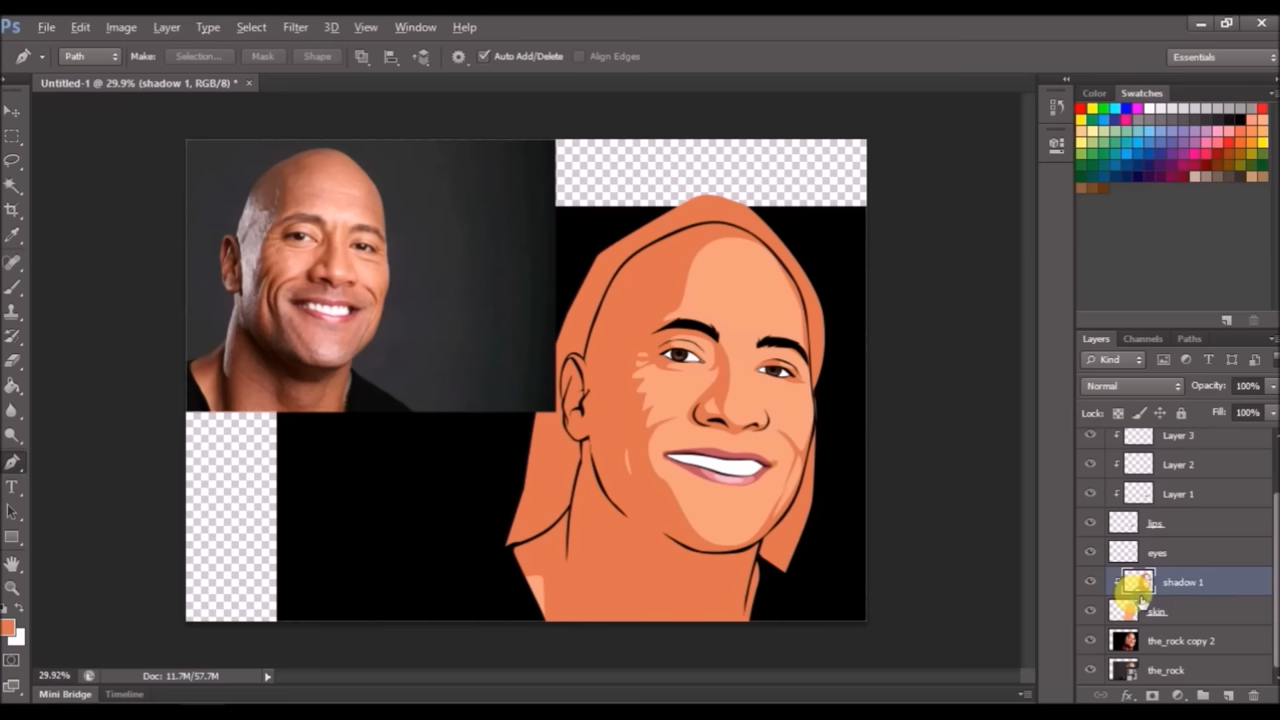 Ps File Edit Image Layer Type Select Filter 3D View Window Help
Path Make: Selection... Mask Shape Auto Add/Delete Align Edges Essentials
Untitled-1 @ 29.9% (shadow 1, RGB/8) * ×
Color Swatches
Layers Channels Paths
Kind
Normal Opacity: 100%
Lock: Fill: 100%
Layer 3
Layer 2
Layer 1
lips
eyes
shadow 1
skin
the_rock copy 2
the_rock
29.92% Doc: 11.7M/57.7M
Mini Bridge Timeline